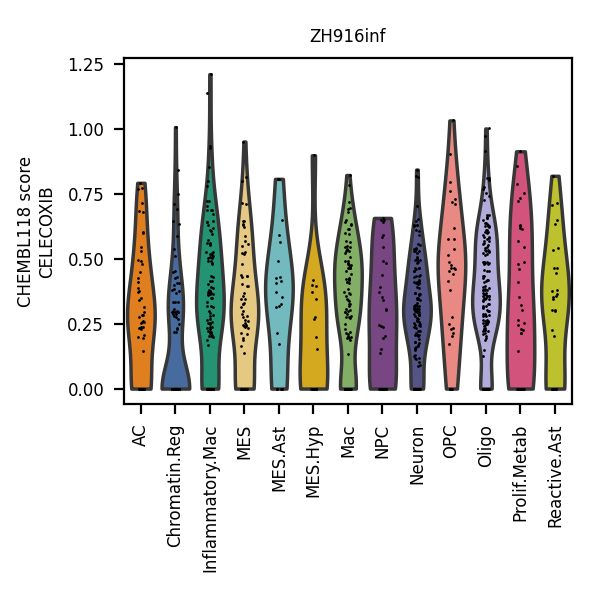 ZH916inf
CHEMBL118 score
CELECOXIB
1.25
1.00
0.75
0.50
0.25
0.00
AC
Chromatin.Reg
Inflammatory.Mac
MES
MES.Ast
MES.Hyp
Mac
NPC
Neuron
OPC
Oligo
Prolif.Metab
Reactive.Ast